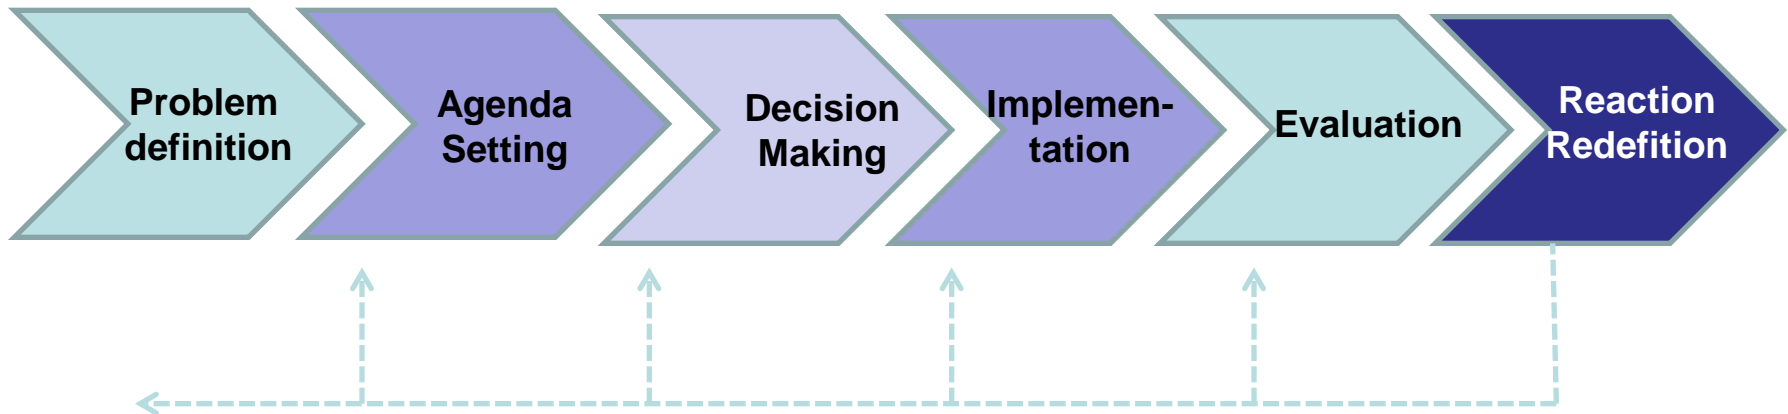 Problem
definition
Agenda
Setting
Decision
Making
Implemen-
tation
Evaluation
Reaction
Redefition